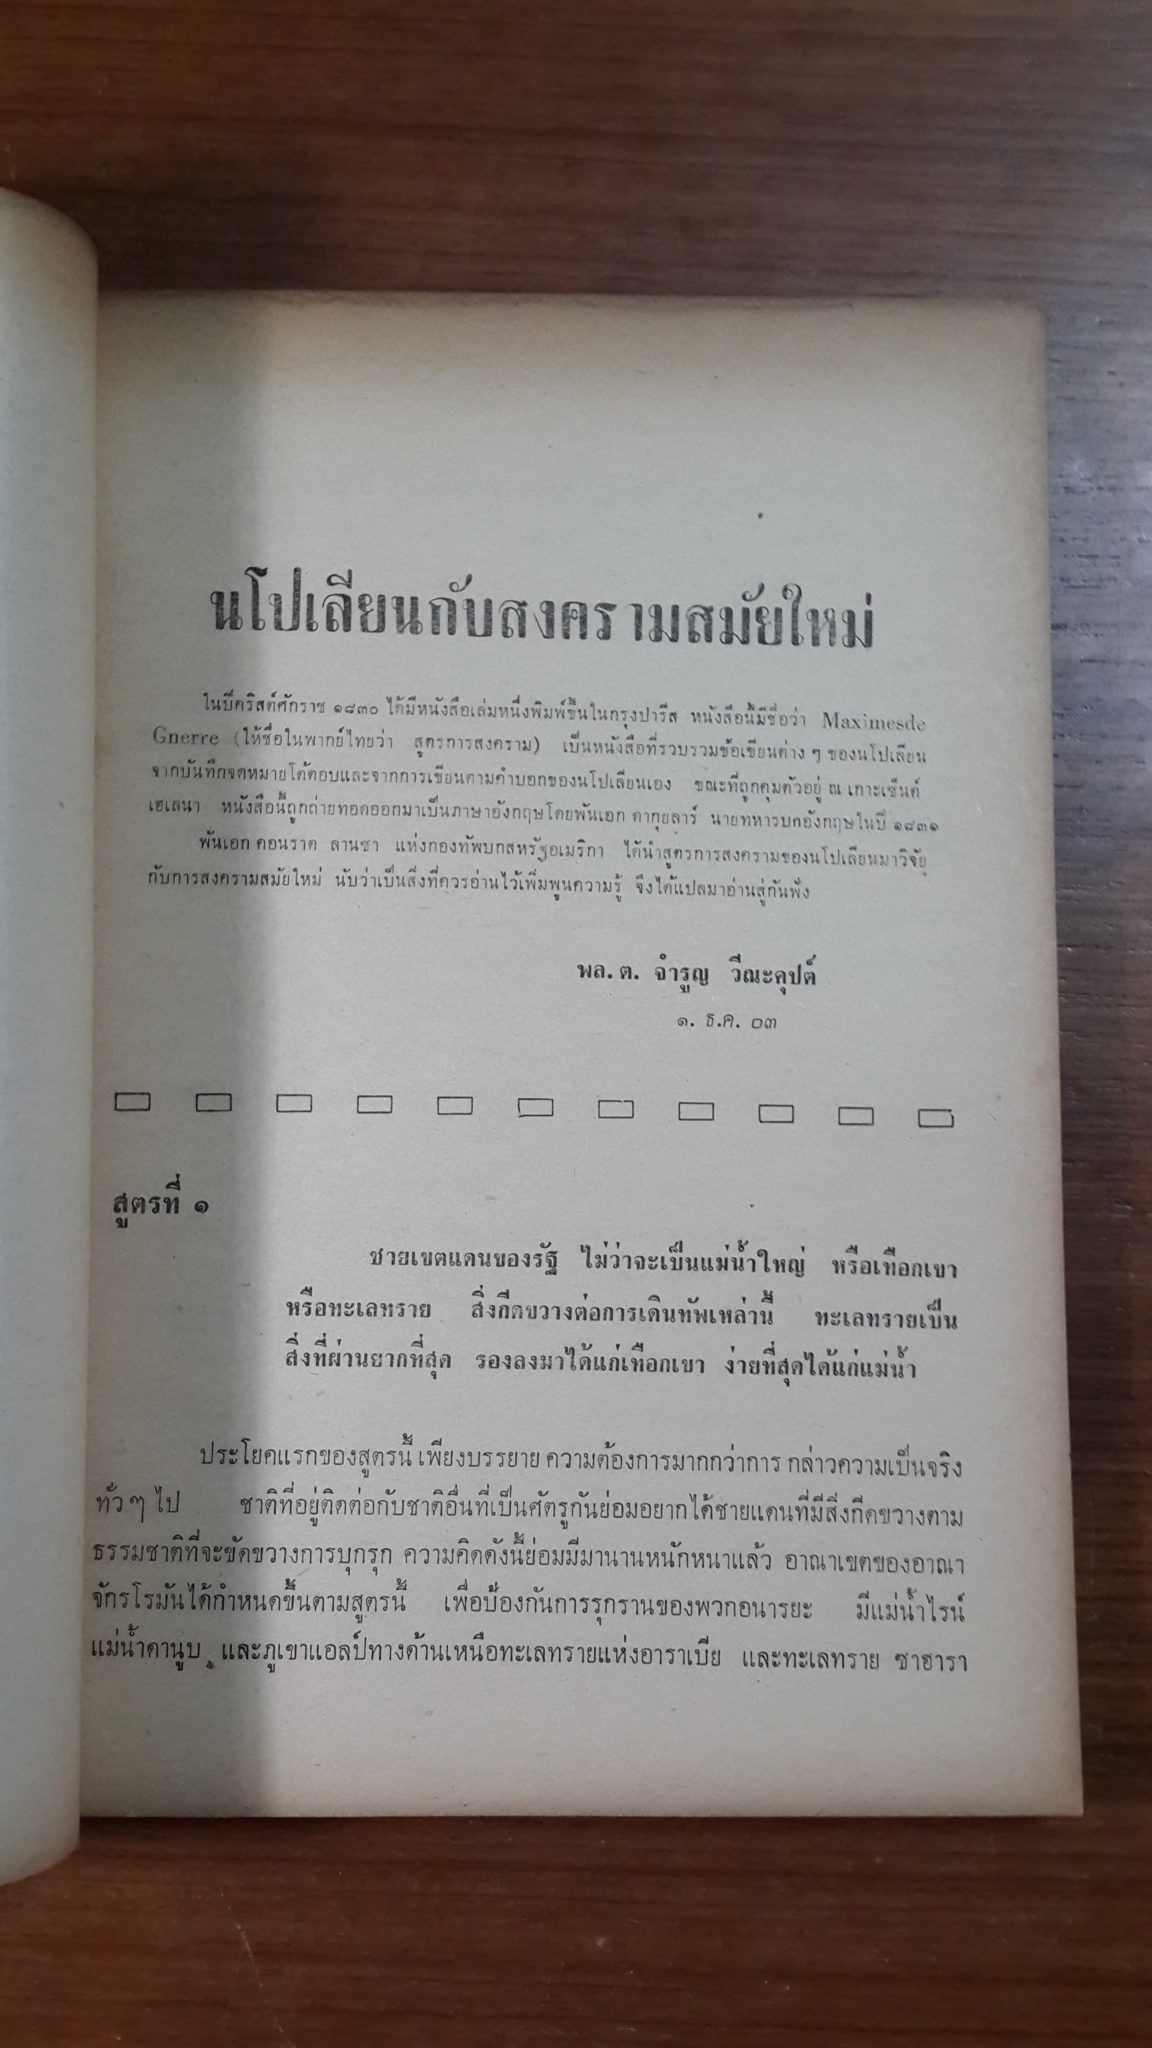 นโปเลียนกับสงครามสมัยใหม่
ในปีคริสต์ศักราช ๑๘๓๐ ได้มีหนังสือเล่มหนึ่งพิมพ์ขึ้นในกรุงปารีส หนังสือนี้มีชื่อว่า Maximesde
Gnerre (ให้ชื่อในพากย์ไทยว่า สูตรการสงคราม) เป็นหนังสือที่รวบรวมข้อเขียนต่าง ๆ ของนโปเลียน
จากบันทึกจดหมายโต้ตอบและจากการเขียนตามคำบอกของนโปเลียนเอง ขณะที่ถูกคุมตัวอยู่ ณ เกาะเซ็นต์
เฮเลนา หนังสือนี้ถูกถ่ายทอดออกมาเป็นภาษาอังกฤษโดยพันเอก ดากุยลาร์ นายทหารบกอังกฤษในปี ๑๘๓๑
พันเอก คอนราด ลานซา แห่งกองทัพบกสหรัฐอเมริกา ได้นำสูตรการสงครามของนโปเลียนมาวิจัย
กับการสงครามสมัยใหม่ นับว่าเป็นสิ่งที่ควรอ่านไว้เพิ่มพูนความรู้ จึงได้แปลมาอ่านสู่กันฟัง
พล. ต. จำรูญ วีณะคุปต์
๑. ธ.ค. ๐๓
สูตรที่ ๑
ชายเขตแดนของรัฐ ไม่ว่าจะเป็นแม่น้ำใหญ่ หรือเทือกเขา
หรือทะเลทราย สิ่งกีดขวางต่อการเดินทัพเหล่านี้ ทะเลทรายเป็น
สิ่งที่ผ่านยากที่สุด รองลงมาได้แก่เทือกเขา ง่ายที่สุดได้แก่แม่น้ำ
ประโยคแรกของสูตรนี้ เพียงบรรยาย ความต้องการมากกว่าการ กล่าวความเป็นจริง
ทั่ว ๆ ไป ชาติที่อยู่ติดต่อกับชาติอื่นที่เป็นศัตรูกันย่อมอยากได้ชายแดนที่มีสิ่งกีดขวางตาม
ธรรมชาติที่จะขัดขวางการบุกรุก ความคิดดังนี้ย่อมมีมานานหนักหนาแล้ว อาณาเขตของอาณา
จักรโรมันได้กำหนดขึ้นตามสูตรนี้ เพื่อป้องกันการรุกรานของพวกอนารยะ มีแม่น้ำไรน์
แม่น้ำดานูบ และภูเขาแอลป์ทางด้านเหนือทะเลทรายแห่งอาราเบีย และทะเลทราย ซาฮารา